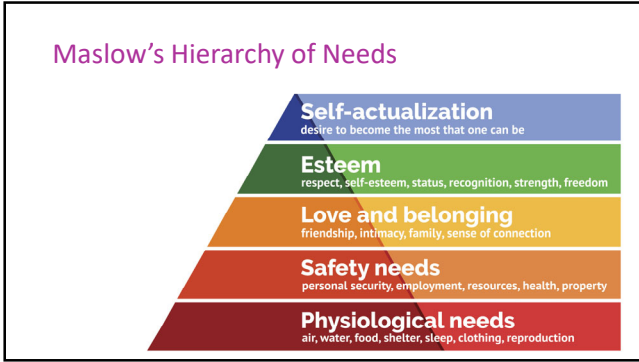 Maslow's Hierarchy of Needs
Self-actualization
desire to become the most that one can be
Esteem
respect, self-esteem, status, recognition, strength, freedom
Love and belonging
friendship, intimacy, family, sense of connection
Safety needs
personal security, employment, resources, health, property
Physiological needs
air, water, food, shelter, sleep, clothing, reproduction